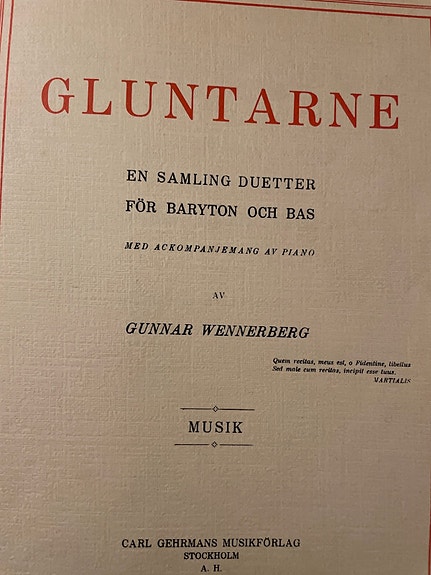 GLUNTARNE
EN SAMLING DUETTER
FÖR BARYTON OCH BAS
MED ACKOMPANJEMANG AV PIANO
AV
GUNNAR WENNERBERG
Quem recitas, meus est, o Fidentine, libellus
Sed male cum recitas, incipit esse tuus.
MARTIALIS
MUSIK
CARL GEHRMANS MUSIKFÖRLAG
STOCKHOLM
A. H.